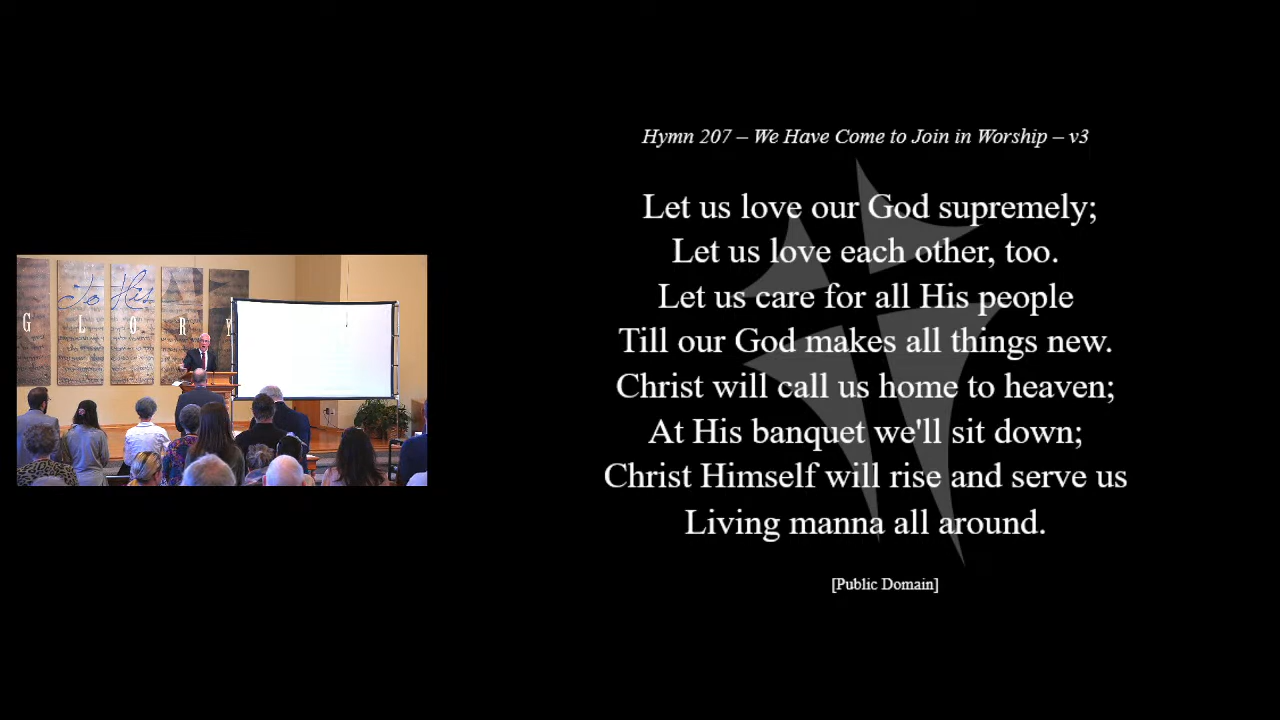 To His
GLORY
Hymn 207 – We Have Come to Join in Worship – v3
Let us love our God supremely;
Let us love each other, too.
Let us care for all His people
Till our God makes all things new.
Christ will call us home to heaven;
At His banquet we'll sit down;
Christ Himself will rise and serve us
Living manna all around.
[Public Domain]